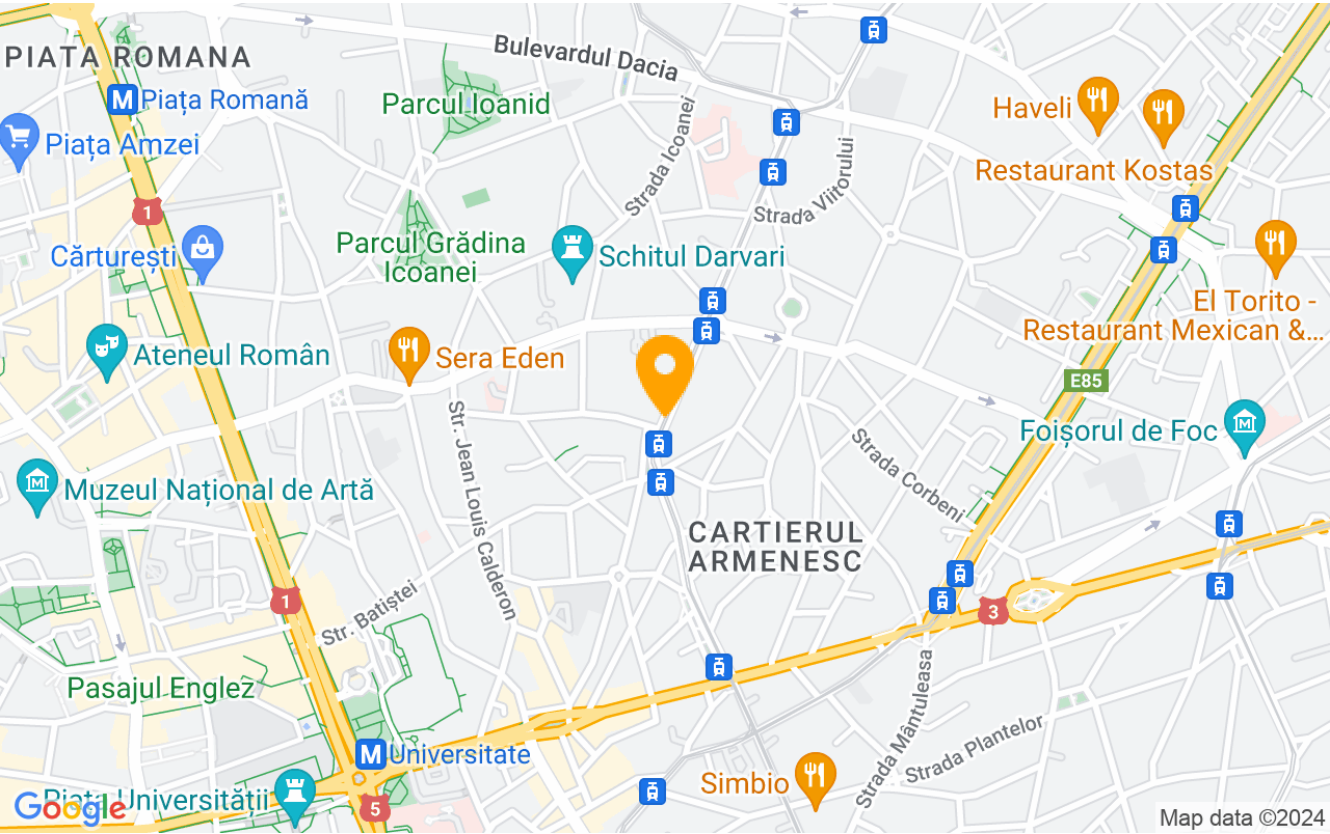 Bulevardul Dacia
PIAȚA ROMANA
M Piața Romană
Parcul Ioanid
Haveli
Piața Amzei
Strada Icoanei
Restaurant Kostas
1
Strada Viitorului
Parcul Grădina
Icoanei
Cărturești
Schitul Darvari
El Torito -
Restaurant Mexican &...
Ateneul Român
Sera Eden
E85
Foișorul de Foc
M
Str. Jean Louis Calderon
Strada Corbeni
M
Muzeul Național de Artă
CARTIERUL
ARMENESC
1
3
Str. Batiștei
Pasajul Englez
Strada Mântuleasa
Strada Plantelor
M Universitate
Simbio
Piața Universității
5
Google
Map data ©2024